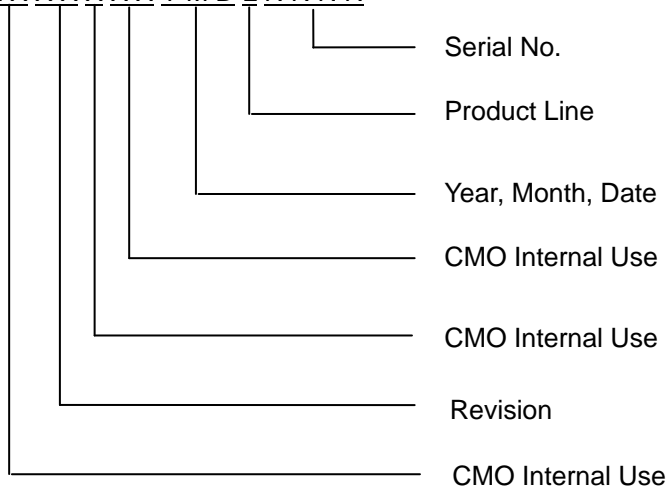 Serial No.
Product Line
Year, Month, Date
CMO Internal Use
CMO Internal Use
Revision
CMO Internal Use